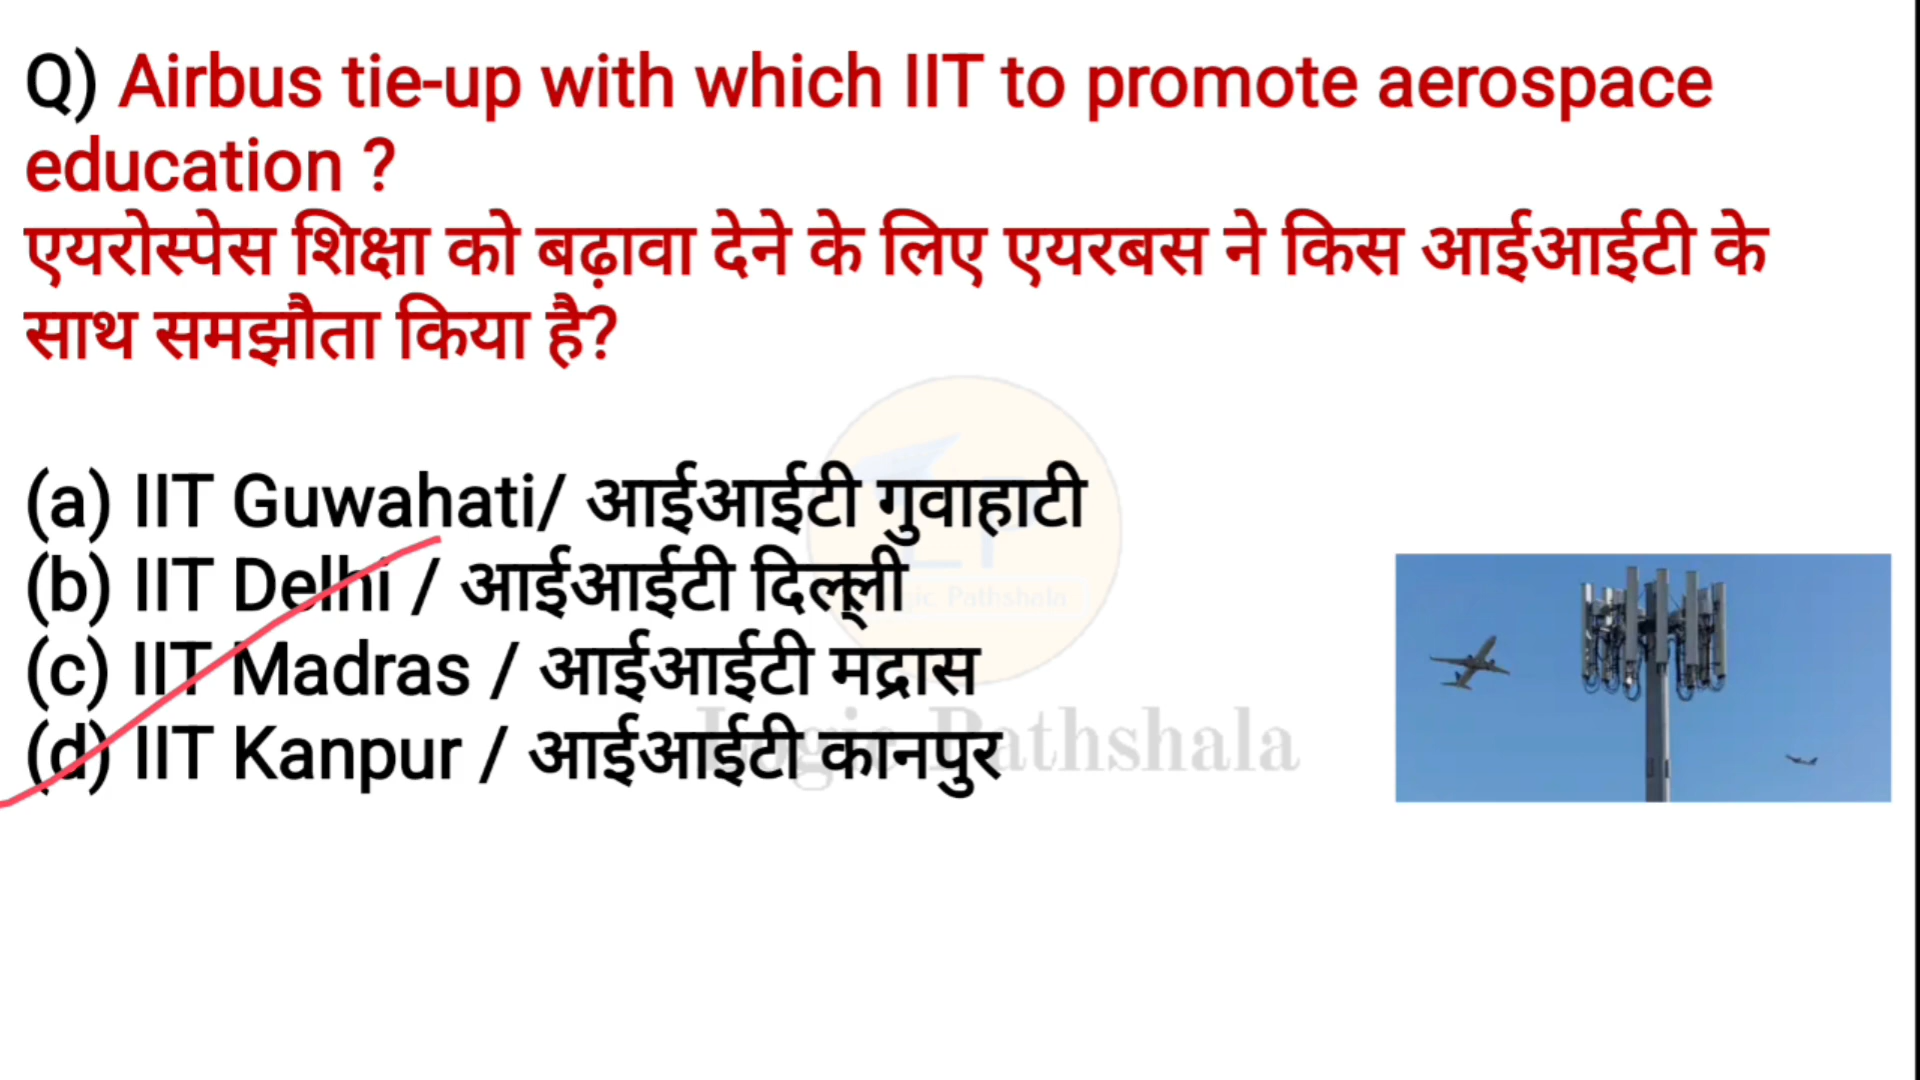 Q) Airbus tie-up with which IIT to promote aerospace
education ?
एयरोस्पेस शिक्षा को बढ़ावा देने के लिए एयरबस ने किस आईआईटी के
साथ समझौता किया है?
(a) IIT Guwahati/ आईआईटी गुवाहाटी
(b) IIT Delhi / आईआईटी दिल्ली
(c) IIT Madras / आईआईटी मद्रास
(d) IIT Kanpur / आईआईटी कानपुर
Logic Pathshala